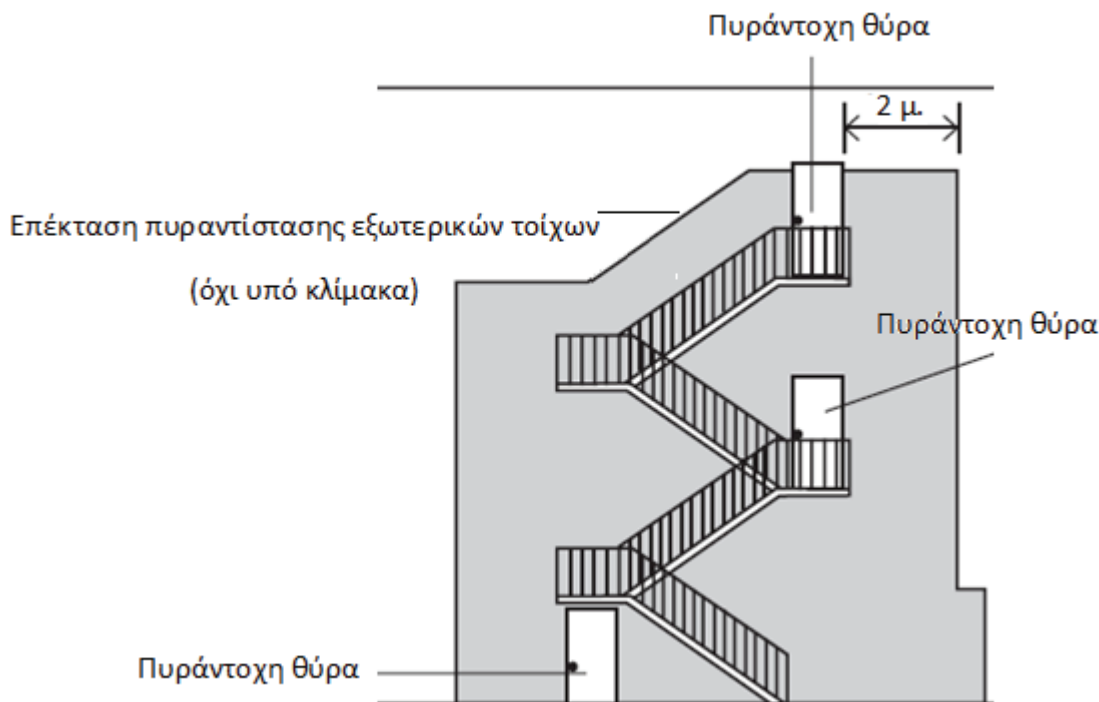 Πυράντοχη θύρα
2 μ.
Επέκταση πυραντίστασης εξωτερικών τοίχων
(όχι υπό κλίμακα)
Πυράντοχη θύρα
Πυράντοχη θύρα